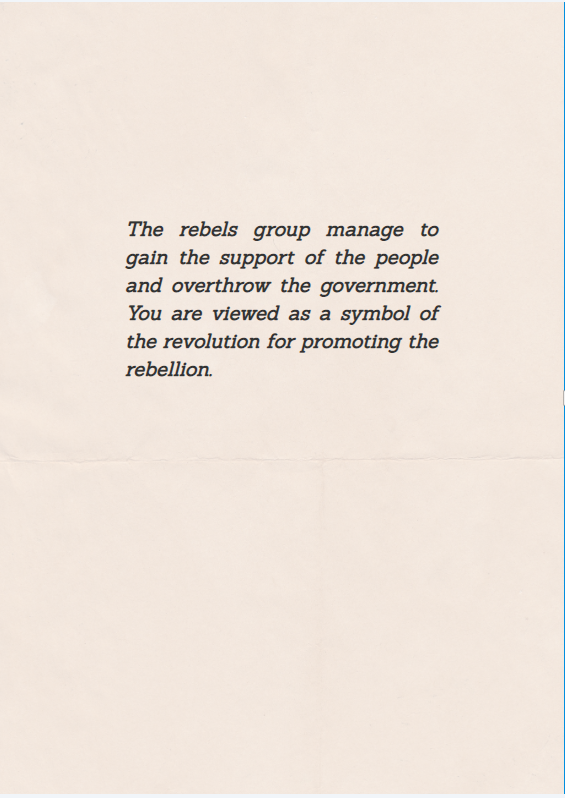 The rebels group manage to
gain the support of the people
and overthrow the government.
You are viewed as a symbol of
the revolution for promoting the
rebellion.